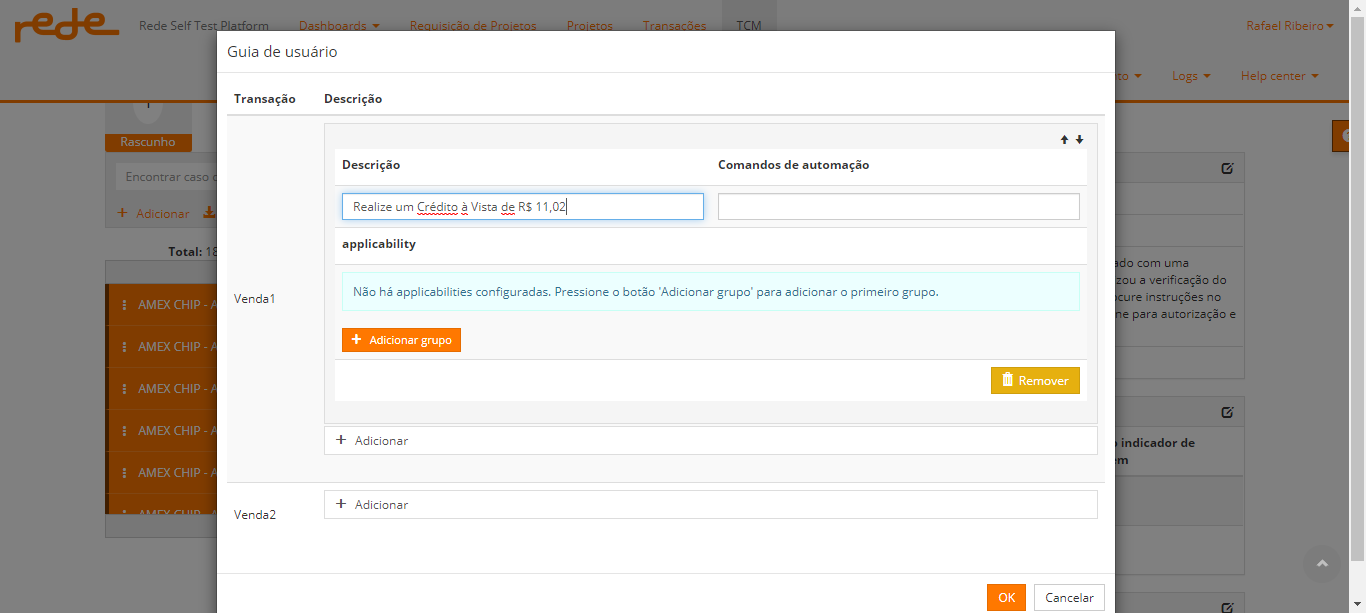 rede Rede Self Test Platform Dashboards Requisição de Projetos Projetos Transações TCM Rafael Ribeiro
Guia de usuário
Logs Help center
Transação Descrição
Rascunho
Descrição Comandos de automação
Encontrar caso
Realize um Crédito à Vista de R$ 11,02
+ Adicionar
applicability
Total: 18
ado com uma
Não há applicabilities configuradas. Pressione o botão 'Adicionar grupo' para adicionar o primeiro grupo.
zou a verificação do
Venda1
ocure instruções no
AMEX CHIP - A
ne para autorização e
+ Adicionar grupo
AMEX CHIP - A
Remover
AMEX CHIP - A
AMEX CHIP - A
+ Adicionar
o indicador de
em
AMEX CHIP - A
+ Adicionar
Venda2
AMEX CHIP - A
OK Cancelar